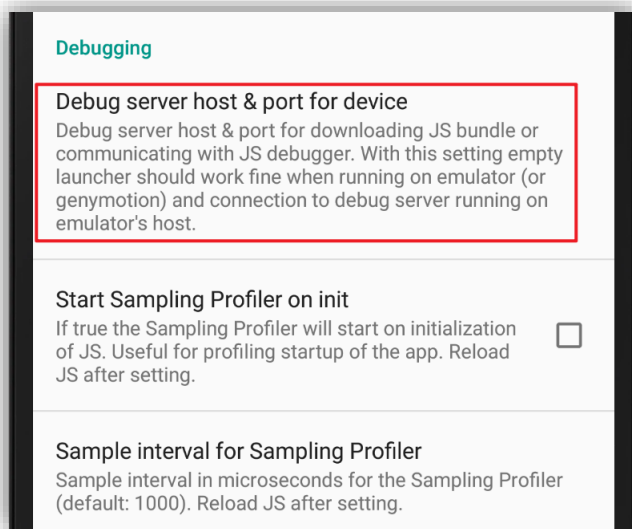 Debugging
Debug server host & port for device
Debug server host & port for downloading JS bundle or
communicating with JS debugger. With this setting empty
launcher should work fine when running on emulator (or
genymotion) and connection to debug server running on
emulator's host.
Start Sampling Profiler on init
If true the Sampling Profiler will start on initialization
of JS. Useful for profiling startup of the app. Reload
JS after setting.
Sample interval for Sampling Profiler
Sample interval in microseconds for the Sampling Profiler
(default: 1000). Reload JS after setting.